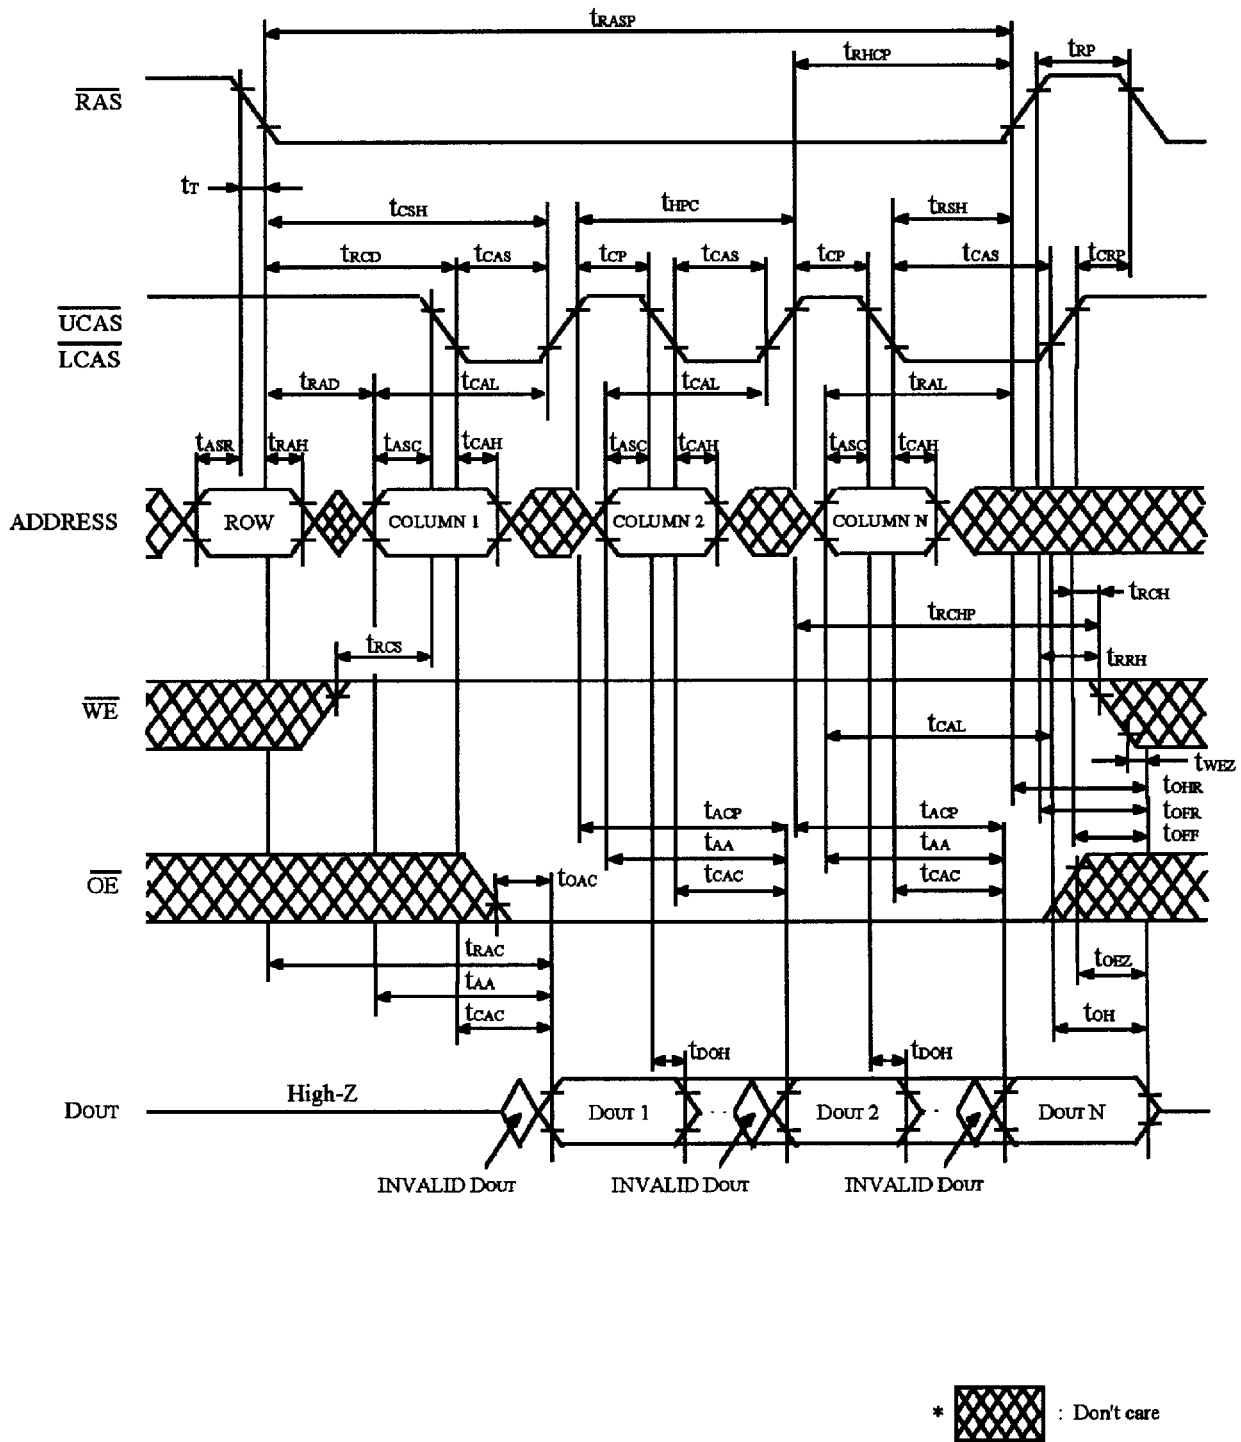 tRASP
tRHCP
tRP
RAS
tT
tCSH
tHPC
tRSH
tRCD
tCAS
tCP
tCAS
tCP
tCAS
tCRP
UCAS
LCAS
tRAD
tCAL
tCAL
tRAL
tASR
tRAH
tASC
tCAH
tASC
tCAH
tASC
tCAH
ADDRESS
ROW
COLUMN 1
COLUMN 2
COLUMN N
tRCH
tRCHP
tRCS
tRRH
WE
tCAL
tWEZ
tOHR
tACP
tACP
tOFR
tOFF
tAA
tAA
OE
tOAC
tCAC
tCAC
tRAC
tOEZ
tAA
tCAC
tOH
tDOH
tDOH
High-Z
DOUT
DOUT 1
DOUT 2
DOUT N
INVALID DOUT
INVALID DOUT
INVALID DOUT
* : Don't care